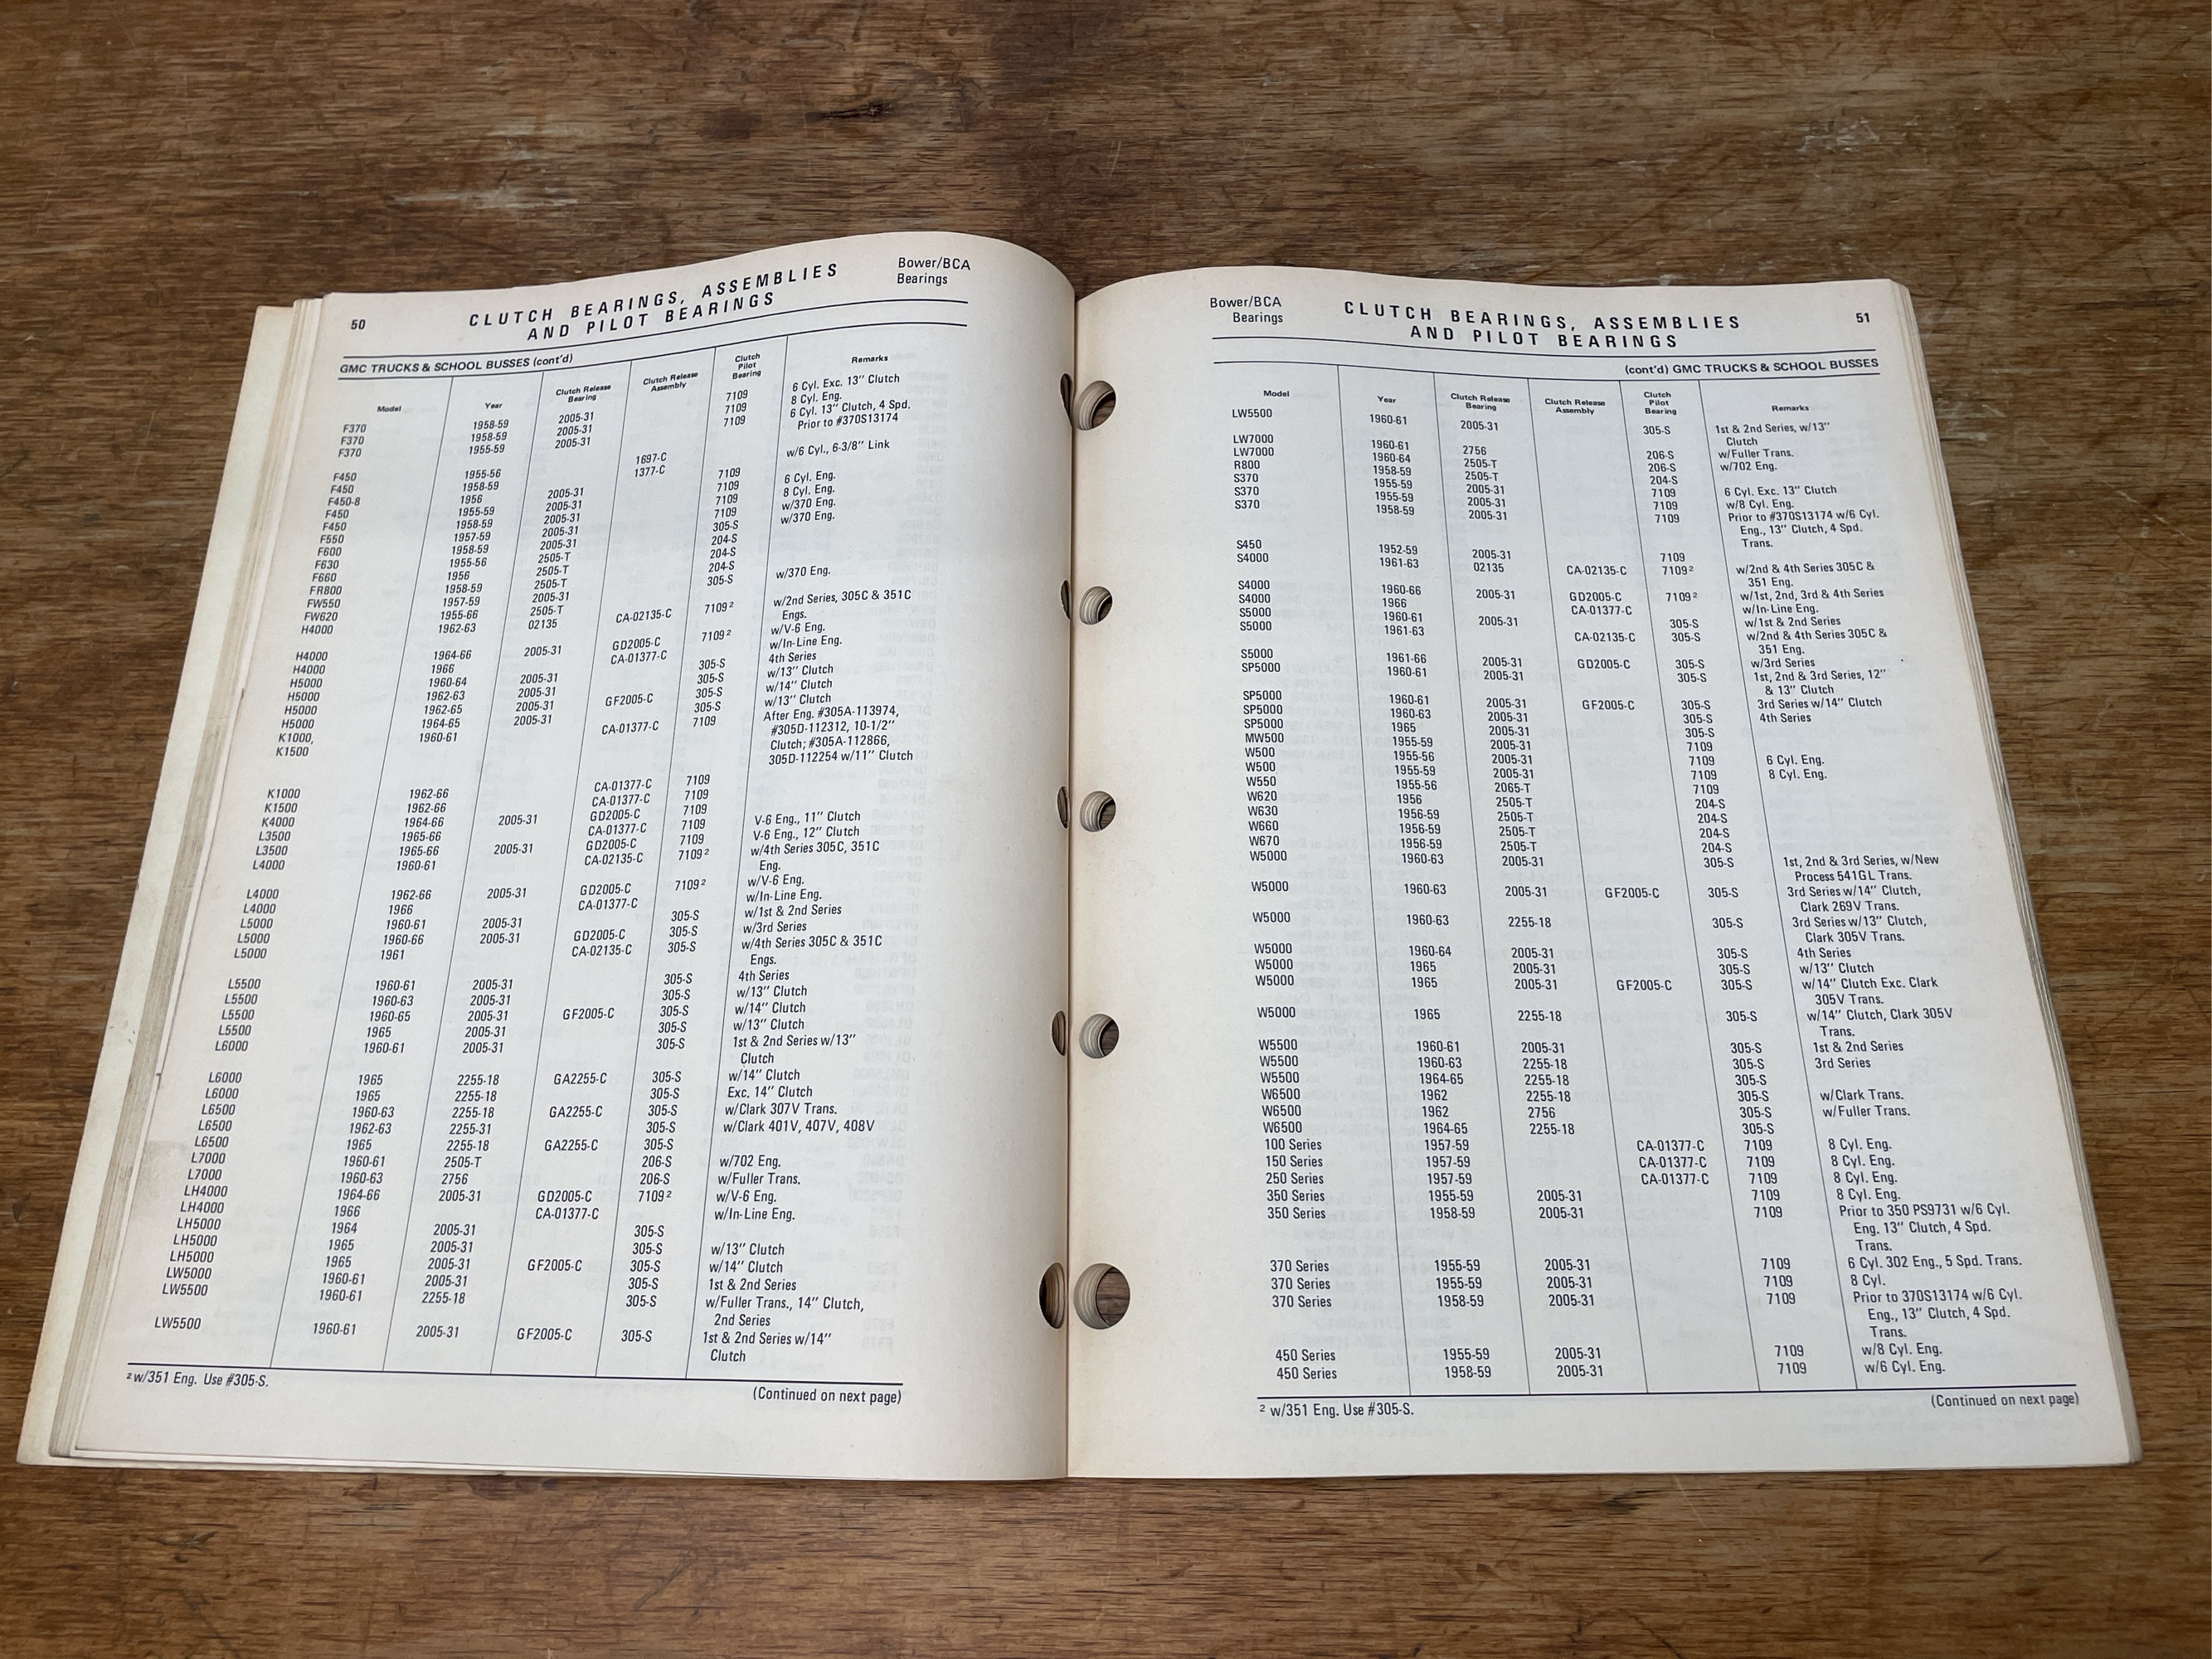 50
CLUTCH BEARINGS, ASSEMBLIES
AND PILOT BEARINGS
Bower/BCA
Bearings
GMC TRUCKS & SCHOOL BUSSES (cont'd)
Model Year Clutch Release Bearing Clutch Release Assembly Clutch Pilot Bearing Remarks
F370 1958-59 2005-31 7109 6 Cyl. Exc. 13" Clutch
F370 1958-59 2005-31 7109 8 Cyl. Eng.
F370 1955-59 2005-31 7109 6 Cyl. 13" Clutch, 4 Spd.
Prior to #370S13174
F450 1955-56 1697-C w/6 Cyl., 6-3/8" Link
F450 1958-59 1377-C
F450-8 1956 2005-31 7109
F450 1955-59 2005-31 7109 6 Cyl. Eng.
F450 1958-59 2005-31 7109 8 Cyl. Eng.
F550 1957-59 2005-31 7109 w/370 Eng.
F600 1958-59 2005-31 305-S w/370 Eng.
F630 1955-56 2505-T 204-S
F660 1956 2505-T 204-S
FR800 1958-59 2505-T 204-S
FW550 1957-59 2005-31 305-S w/370 Eng.
FW620 1955-66 2505-T
H4000 1962-63 02135 CA-02135-C 7109² w/2nd Series, 305C & 351C
Engs.
H4000 1964-66 2005-31 GD2005-C 7109² w/V-6 Eng.
H4000 1966 CA-01377-C w/In-Line Eng.
H5000 1960-64 2005-31 305-S 4th Series
H5000 1962-63 2005-31 305-S w/13" Clutch
H5000 1962-65 2005-31 GF2005-C 305-S w/14" Clutch
H5000 1964-65 2005-31 305-S w/13" Clutch
K1000, 1960-61 CA-01377-C 7109 After Eng. #305A-113974,
K1500 #305D-112312, 10-1/2"
Clutch; #305A-112866,
305D-112254 w/11" Clutch
K1000 1962-66 CA-01377-C 7109
K1500 1962-66 CA-01377-C 7109
K4000 1964-66 2005-31 GD2005-C 7109
L3500 1965-66 CA-01377-C 7109 V-6 Eng., 11" Clutch
L3500 1965-66 2005-31 GD2005-C 7109 V-6 Eng., 12" Clutch
L4000 1960-61 CA-02135-C 7109² w/4th Series 305C, 351C
Eng.
L4000 1962-66 2005-31 GD2005-C 7109² w/V-6 Eng.
L4000 1966 CA-01377-C w/In-Line Eng.
L5000 1960-61 2005-31 305-S w/1st & 2nd Series
L5000 1960-66 2005-31 GD2005-C 305-S w/3rd Series
L5000 1961 CA-02135-C 305-S w/4th Series 305C & 351C
Engs.
L5500 1960-61 2005-31 305-S 4th Series
L5500 1960-63 2005-31 305-S w/13" Clutch
L5500 1960-65 2005-31 GF2005-C 305-S w/14" Clutch
L5500 1965 2005-31 305-S w/13" Clutch
L6000 1960-61 2005-31 305-S 1st & 2nd Series w/13"
Clutch
L6000 1965 2255-18 GA2255-C 305-S w/14" Clutch
L6000 1965 2255-18 305-S Exc. 14" Clutch
L6500 1960-63 2255-18 GA2255-C 305-S w/Clark 307V Trans.
L6500 1962-63 2255-31 305-S w/Clark 401V, 407V, 408V
L6500 1965 2255-18 GA2255-C 305-S
L7000 1960-61 2505-T 206-S w/702 Eng.
L7000 1960-63 2756 206-S w/Fuller Trans.
LH4000 1964-66 2005-31 GD2005-C 7109² w/V-6 Eng.
LH4000 1966 CA-01377-C w/In-Line Eng.
LH5000 1964 2005-31 305-S
LH5000 1965 2005-31 305-S w/13" Clutch
LH5000 1965 2005-31 GF2005-C 305-S w/14" Clutch
LW5000 1960-61 2005-31 305-S 1st & 2nd Series
LW5500 1960-61 2255-18 305-S w/Fuller Trans., 14" Clutch,
2nd Series
LW5500 1960-61 2005-31 GF2005-C 305-S 1st & 2nd Series w/14"
Clutch
² w/351 Eng. Use #305-S.
(Continued on next page)
Bower/BCA
Bearings
CLUTCH BEARINGS, ASSEMBLIES
AND PILOT BEARINGS
51
(cont'd) GMC TRUCKS & SCHOOL BUSSES
Model Year Clutch Release Bearing Clutch Release Assembly Clutch Pilot Bearing Remarks
LW5500 1960-61 2005-31 305-S 1st & 2nd Series, w/13"
Clutch
LW7000 1960-61 2756 206-S w/Fuller Trans.
LW7000 1960-64 2505-T 206-S w/702 Eng.
R800 1958-59 2505-T 204-S
S370 1955-59 2005-31 7109 6 Cyl. Exc. 13" Clutch
S370 1955-59 2005-31 7109 w/8 Cyl. Eng.
S370 1958-59 2005-31 7109 Prior to #370S13174 w/6 Cyl.
Eng., 13" Clutch, 4 Spd.
Trans.
S450 1952-59 2005-31 7109
S4000 1961-63 02135 CA-02135-C 7109² w/2nd & 4th Series 305C &
351 Eng.
S4000 1960-66 2005-31 GD2005-C 7109² w/1st, 2nd, 3rd & 4th Series
S4000 1966 CA-01377-C w/In-Line Eng.
S5000 1960-61 2005-31 305-S w/1st & 2nd Series
S5000 1961-63 CA-02135-C 305-S w/2nd & 4th Series 305C &
351 Eng.
S5000 1961-66 2005-31 GD2005-C 305-S w/3rd Series
SP5000 1960-61 2005-31 305-S 1st, 2nd & 3rd Series, 12"
& 13" Clutch
SP5000 1960-61 2005-31 GF2005-C 305-S 3rd Series w/14" Clutch
SP5000 1960-63 2005-31 305-S 4th Series
SP5000 1965 2005-31 305-S
MW500 1955-59 2005-31 7109
W500 1955-56 2005-31 7109 6 Cyl. Eng.
W500 1955-59 2005-31 7109 8 Cyl. Eng.
W550 1955-56 2065-T 7109
W620 1956 2505-T 204-S
W630 1956-59 2505-T 204-S
W660 1956-59 2505-T 204-S
W670 1956-59 2505-T 204-S
W5000 1960-63 2005-31 305-S 1st, 2nd & 3rd Series, w/New
Process 541GL Trans.
W5000 1960-63 2005-31 GF2005-C 305-S 3rd Series w/14" Clutch,
Clark 269V Trans.
W5000 1960-63 2255-18 305-S 3rd Series w/13" Clutch,
Clark 305V Trans.
W5000 1960-64 2005-31 305-S 4th Series
W5000 1965 2005-31 305-S w/13" Clutch
W5000 1965 2005-31 GF2005-C 305-S w/14" Clutch Exc. Clark
305V Trans.
W5000 1965 2255-18 305-S w/14" Clutch, Clark 305V
Trans.
W5500 1960-61 2005-31 305-S 1st & 2nd Series
W5500 1960-63 2255-18 305-S 3rd Series
W5500 1964-65 2255-18 305-S
W6500 1962 2255-18 305-S w/Clark Trans.
W6500 1962 2756 305-S w/Fuller Trans.
W6500 1964-65 2255-18 305-S
100 Series 1957-59 CA-01377-C 7109 8 Cyl. Eng.
150 Series 1957-59 CA-01377-C 7109 8 Cyl. Eng.
250 Series 1957-59 CA-01377-C 7109 8 Cyl. Eng.
350 Series 1955-59 2005-31 7109 8 Cyl. Eng.
350 Series 1958-59 2005-31 7109 Prior to 350 PS9731 w/6 Cyl.
Eng. 13" Clutch, 4 Spd.
Trans.
370 Series 1955-59 2005-31 7109 6 Cyl. 302 Eng., 5 Spd. Trans.
370 Series 1955-59 2005-31 7109 8 Cyl.
370 Series 1958-59 2005-31 7109 Prior to 370S13174 w/6 Cyl.
Eng., 13" Clutch, 4 Spd.
Trans.
450 Series 1955-59 2005-31 7109 w/8 Cyl. Eng.
450 Series 1958-59 2005-31 7109 w/6 Cyl. Eng.
² w/351 Eng. Use #305-S.
(Continued on next page)